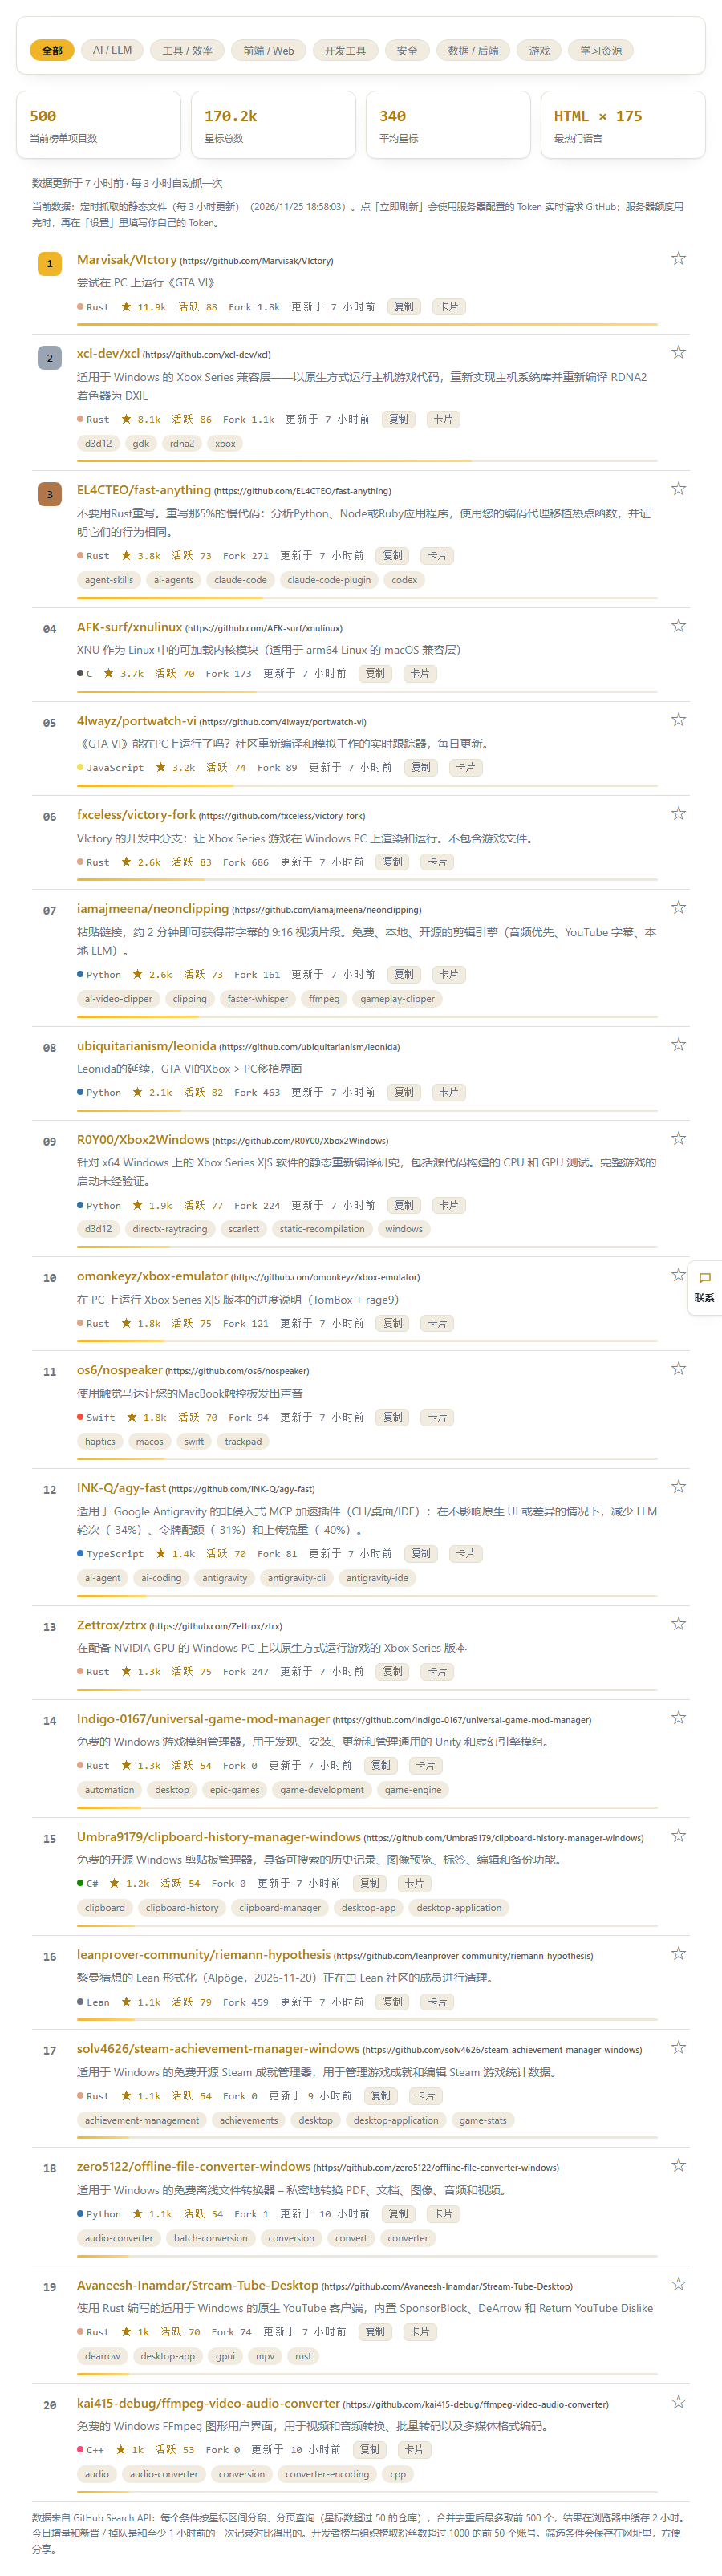 全部 AI / LLM 工具 / 效率 前端 / Web 开发工具 安全 数据 / 后端 游戏 学习资源
500 170.2k 340 HTML × 175
当前榜单项目数 星标总数 平均星标 最热门语言
数据更新于 7 小时前 · 每 3 小时自动抓一次
当前数据：定时抓取的静态文件（每 3 小时更新）（2026/11/25 18:58:03）。点「立即刷新」会使用服务器配置的 Token 实时请求 GitHub；服务器额度用
完时，再在「设置」里填写你自己的 Token。
1 Marvisak/VIctory (https://github.com/Marvisak/VIctory) ☆
尝试在 PC 上运行《GTA VI》
Rust ★ 11.9k 活跃 88 Fork 1.8k 更新于 7 小时前 复制 卡片
2 xcl-dev/xcl (https://github.com/xcl-dev/xcl) ☆
适用于 Windows 的 Xbox Series 兼容层——以原生方式运行主机游戏代码，重新实现主机系统库并重新编译 RDNA2
着色器为 DXIL
Rust ★ 8.1k 活跃 86 Fork 1.1k 更新于 7 小时前 复制 卡片
d3d12 gdk rdna2 xbox
3 EL4CTEO/fast-anything (https://github.com/EL4CTEO/fast-anything) ☆
不要用Rust重写。重写那5%的慢代码：分析Python、Node或Ruby应用程序，使用您的编码代理移植热点函数，并证
明它们的行为相同。
Rust ★ 3.8k 活跃 73 Fork 271 更新于 7 小时前 复制 卡片
agent-skills ai-agents claude-code claude-code-plugin codex
04 AFK-surf/xnulinux (https://github.com/AFK-surf/xnulinux) ☆
XNU 作为 Linux 中的可加载内核模块（适用于 arm64 Linux 的 macOS 兼容层）
C ★ 3.7k 活跃 70 Fork 173 更新于 7 小时前 复制 卡片
05 4lwayz/portwatch-vi (https://github.com/4lwayz/portwatch-vi) ☆
《GTA VI》能在PC上运行了吗？社区重新编译和模拟工作的实时跟踪器，每日更新。
JavaScript ★ 3.2k 活跃 74 Fork 89 更新于 7 小时前 复制 卡片
06 fxceless/victory-fork (https://github.com/fxceless/victory-fork) ☆
VIctory 的开发中分支：让 Xbox Series 游戏在 Windows PC 上渲染和运行。不包含游戏文件。
Rust ★ 2.6k 活跃 83 Fork 686 更新于 7 小时前 复制 卡片
07 iamajmeena/neonclipping (https://github.com/iamajmeena/neonclipping) ☆
粘贴链接，约 2 分钟即可获得带字幕的 9:16 视频片段。免费、本地、开源的剪辑引擎（音频优先、YouTube 字幕、本
地 LLM）。
Python ★ 2.6k 活跃 73 Fork 161 更新于 7 小时前 复制 卡片
ai-video-clipper clipping faster-whisper ffmpeg gameplay-clipper
08 ubiquitarianism/leonida (https://github.com/ubiquitarianism/leonida) ☆
Leonida的延续，GTA VI的Xbox > PC移植界面
Python ★ 2.1k 活跃 82 Fork 463 更新于 7 小时前 复制 卡片
09 R0Y00/Xbox2Windows (https://github.com/R0Y00/Xbox2Windows) ☆
针对 x64 Windows 上的 Xbox Series X|S 软件的静态重新编译研究，包括源代码构建的 CPU 和 GPU 测试。完整游戏的
启动未经验证。
Python ★ 1.9k 活跃 77 Fork 224 更新于 7 小时前 复制 卡片
d3d12 directx-raytracing scarlett static-recompilation windows
10 omonkeyz/xbox-emulator (https://github.com/omonkeyz/xbox-emulator) ☆
在 PC 上运行 Xbox Series X|S 版本的进度说明（TomBox + rage9）
联系
Rust ★ 1.8k 活跃 75 Fork 121 更新于 7 小时前 复制 卡片
11 os6/nospeaker (https://github.com/os6/nospeaker) ☆
使用触觉马达让您的MacBook触控板发出声音
Swift ★ 1.8k 活跃 70 Fork 94 更新于 7 小时前 复制 卡片
haptics macos swift trackpad
12 INK-Q/agy-fast (https://github.com/INK-Q/agy-fast) ☆
适用于 Google Antigravity 的非侵入式 MCP 加速插件（CLI/桌面/IDE）：在不影响原生 UI 或差异的情况下，减少 LLM
轮次（-34%）、令牌配额（-31%）和上传流量（-40%）。
TypeScript ★ 1.4k 活跃 70 Fork 81 更新于 7 小时前 复制 卡片
ai-agent ai-coding antigravity antigravity-cli antigravity-ide
13 Zettrox/ztrx (https://github.com/Zettrox/ztrx) ☆
在配备 NVIDIA GPU 的 Windows PC 上以原生方式运行游戏的 Xbox Series 版本
Rust ★ 1.3k 活跃 75 Fork 247 更新于 7 小时前 复制 卡片
14 Indigo-0167/universal-game-mod-manager (https://github.com/Indigo-0167/universal-game-mod-manager) ☆
免费的 Windows 游戏模组管理器，用于发现、安装、更新和管理通用的 Unity 和虚幻引擎模组。
Rust ★ 1.3k 活跃 54 Fork 0 更新于 7 小时前 复制 卡片
automation desktop epic-games game-development game-engine
15 Umbra9179/clipboard-history-manager-windows (https://github.com/Umbra9179/clipboard-history-manager-windows) ☆
免费的开源 Windows 剪贴板管理器，具备可搜索的历史记录、图像预览、标签、编辑和备份功能。
C# ★ 1.2k 活跃 54 Fork 0 更新于 7 小时前 复制 卡片
clipboard clipboard-history clipboard-manager desktop-app desktop-application
16 leanprover-community/riemann-hypothesis (https://github.com/leanprover-community/riemann-hypothesis) ☆
黎曼猜想的 Lean 形式化（Alpöge，2026-11-20）正在由 Lean 社区的成员进行清理。
Lean ★ 1.1k 活跃 79 Fork 459 更新于 7 小时前 复制 卡片
17 solv4626/steam-achievement-manager-windows (https://github.com/solv4626/steam-achievement-manager-windows) ☆
适用于 Windows 的免费开源 Steam 成就管理器，用于管理游戏成就和编辑 Steam 游戏统计数据。
Rust ★ 1.1k 活跃 54 Fork 0 更新于 9 小时前 复制 卡片
achievement-management achievements desktop desktop-application game-stats
18 zero5122/offline-file-converter-windows (https://github.com/zero5122/offline-file-converter-windows) ☆
适用于 Windows 的免费离线文件转换器 – 私密地转换 PDF、文档、图像、音频和视频。
Python ★ 1.1k 活跃 54 Fork 1 更新于 10 小时前 复制 卡片
audio-converter batch-conversion conversion convert converter
19 Avaneesh-Inamdar/Stream-Tube-Desktop (https://github.com/Avaneesh-Inamdar/Stream-Tube-Desktop) ☆
使用 Rust 编写的适用于 Windows 的原生 YouTube 客户端，内置 SponsorBlock、DeArrow 和 Return YouTube Dislike
Rust ★ 1k 活跃 70 Fork 74 更新于 7 小时前 复制 卡片
dearrow desktop-app gpui mpv rust
20 kai415-debug/ffmpeg-video-audio-converter (https://github.com/kai415-debug/ffmpeg-video-audio-converter) ☆
免费的 Windows FFmpeg 图形用户界面，用于视频和音频转换、批量转码以及多媒体格式编码。
C++ ★ 1k 活跃 53 Fork 0 更新于 10 小时前 复制 卡片
audio audio-converter conversion converter-encoding cpp
数据来自 GitHub Search API：每个条件按星标区间分段、分页查询（星标数超过 50 的仓库），合并去重后最多取前 500 个，结果在浏览器中缓存 2 小时。
今日增量和新晋 / 掉队是和至少 1 小时前的一次记录对比得出的。开发者榜与组织榜取粉丝数超过 1000 的前 50 个账号。筛选条件会保存在网址里，方便
分享。